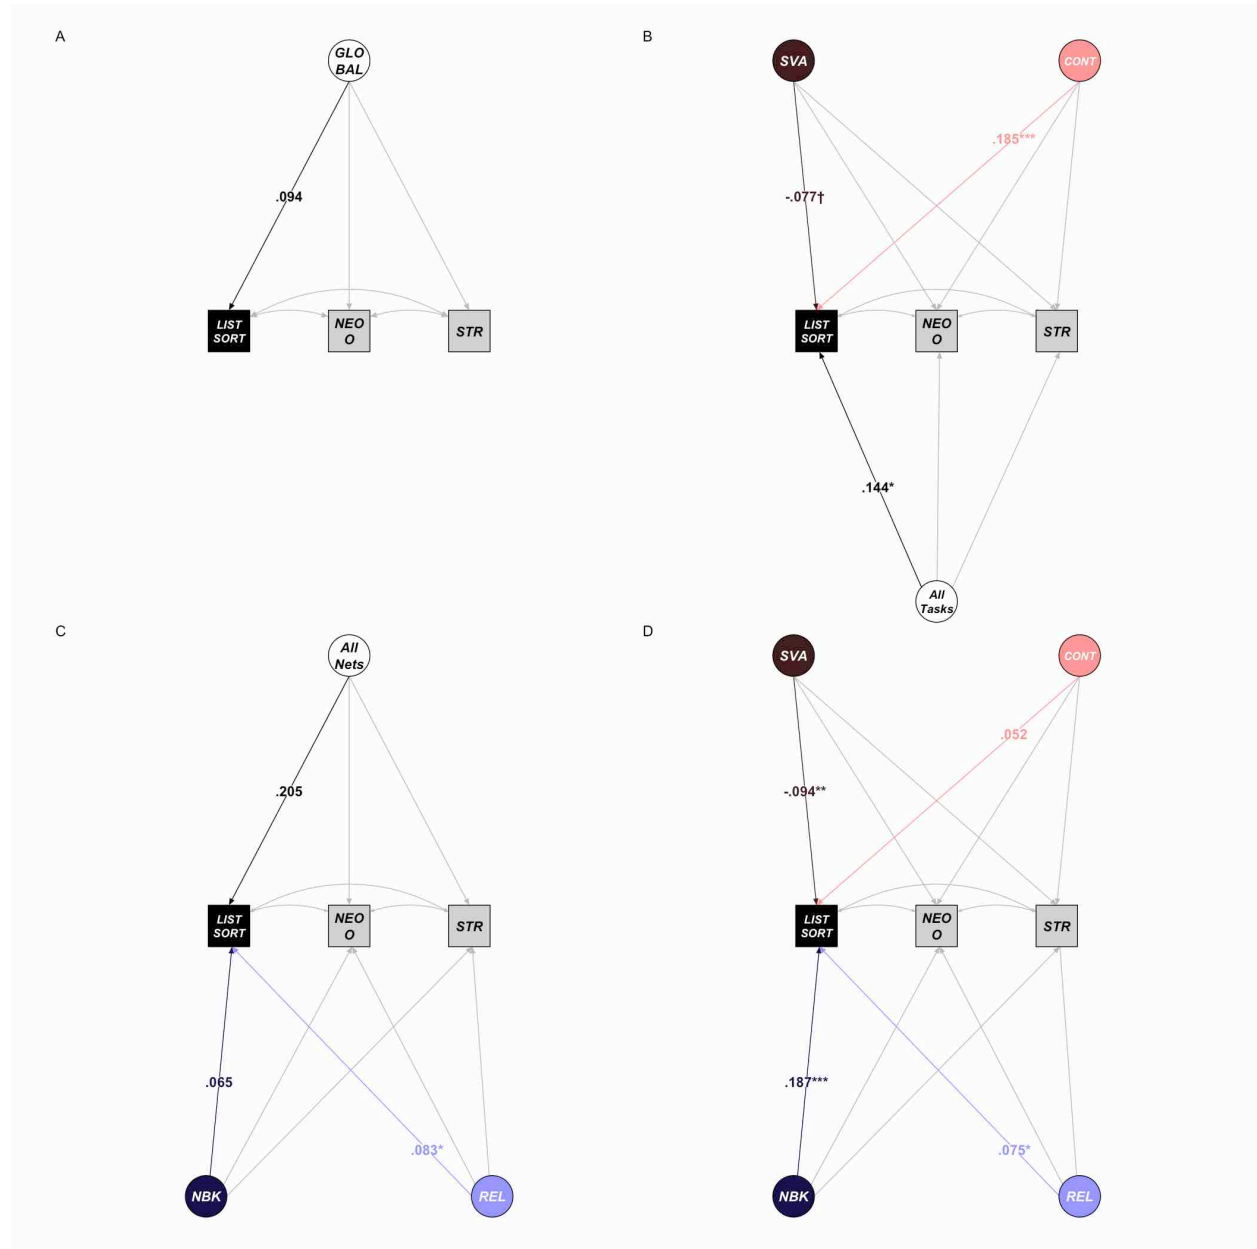 A
GLO
BAL
.094
LIST
SORT
NEO
O
STR
B
SVA
CONT
.185***
-.077†
LIST
SORT
NEO
O
STR
.144*
All
Tasks
C
All
Nets
.205
LIST
SORT
NEO
O
STR
.065
.083*
NBK
REL
D
SVA
CONT
.052
-.094**
LIST
SORT
NEO
O
STR
.187***
.075*
NBK
REL